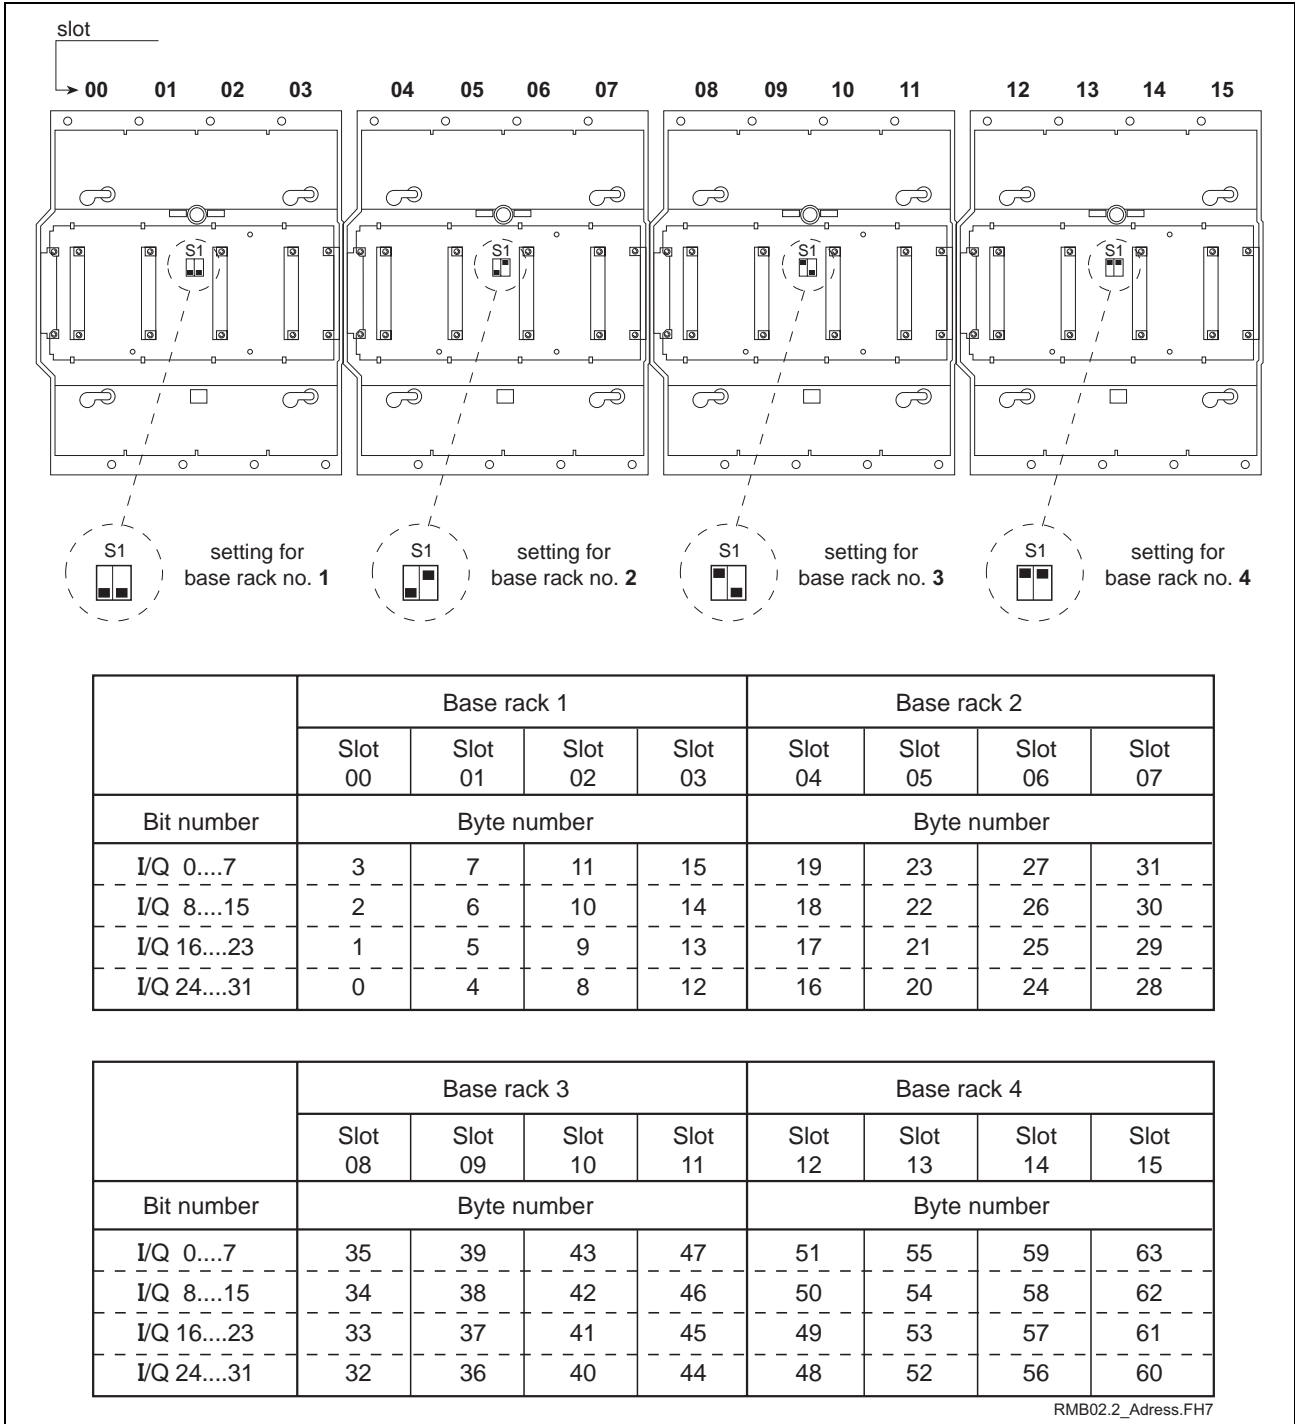 slot
00 01 02 03 04 05 06 07 08 09 10 11 12 13 14 15
S1 S1 S1 S1
S1 S1 S1 S1
setting for
base rack no. 1
setting for
base rack no. 2
setting for
base rack no. 3
setting for
base rack no. 4
Base rack 1 Base rack 2
Slot Slot Slot Slot Slot Slot Slot Slot
00 01 02 03 04 05 06 07
Bit number Byte number Byte number
I/Q 0....7 3 7 11 15 19 23 27 31
I/Q 8....15 2 6 10 14 18 22 26 30
I/Q 16....23 1 5 9 13 17 21 25 29
I/Q 24....31 0 4 8 12 16 20 24 28
Base rack 3 Base rack 4
Slot Slot Slot Slot Slot Slot Slot Slot
08 09 10 11 12 13 14 15
Bit number Byte number Byte number
I/Q 0....7 35 39 43 47 51 55 59 63
I/Q 8....15 34 38 42 46 50 54 58 62
I/Q 16....23 33 37 41 45 49 53 57 61
I/Q 24....31 32 36 40 44 48 52 56 60
RMB02.2_Adress.FH7